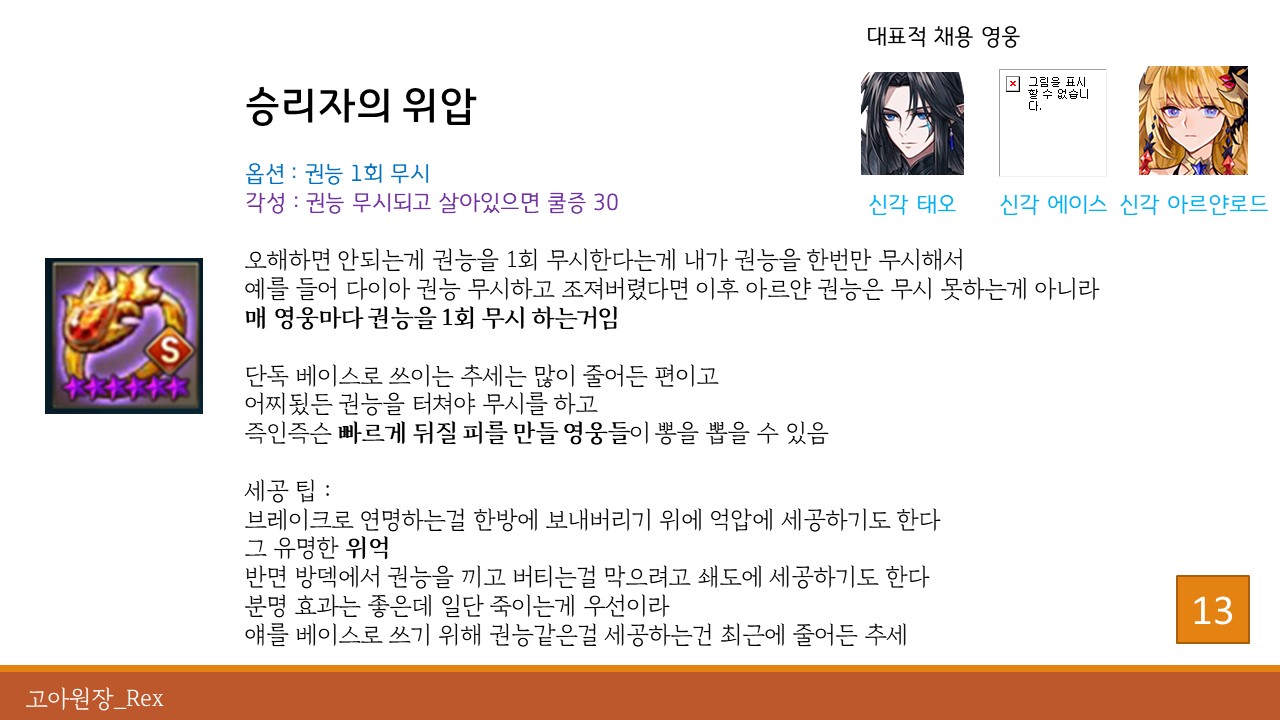 대표적 채용 영웅
그림을 표시
할 수 없습니
다.
승리자의 위압
옵션 : 권능 1회 무시
각성 : 권능 무시되고 살아있으면 쿨증 30
신각 태오
신각 에이스
신각 아르얀로드
오해하면 안되는게 권능을 1회 무시한다는게 내가 권능을 한번만 무시해서
예를 들어 다이아 권능 무시하고 조져버렸다면 이후 아르얀 권능은 무시 못하는게 아니라
매 영웅마다 권능을 1회 무시 하는거임
S
단독 베이스로 쓰이는 추세는 많이 줄어든 편이고
어찌됬든 권능을 터쳐야 무시를 하고
즉인즉슨 빠르게 뒤질 피를 만들 영웅들이 뽕을 뽑을 수 있음
세공 팁 :
브레이크로 연명하는걸 한방에 보내버리기 위에 억압에 세공하기도 한다
그 유명한 위억
반면 방덱에서 권능을 끼고 버티는걸 막으려고 쇄도에 세공하기도 한다
분명 효과는 좋은데 일단 죽이는게 우선이라
얘를 베이스로 쓰기 위해 권능같은걸 세공하는건 최근에 줄어든 추세
13
고아원장_Rex